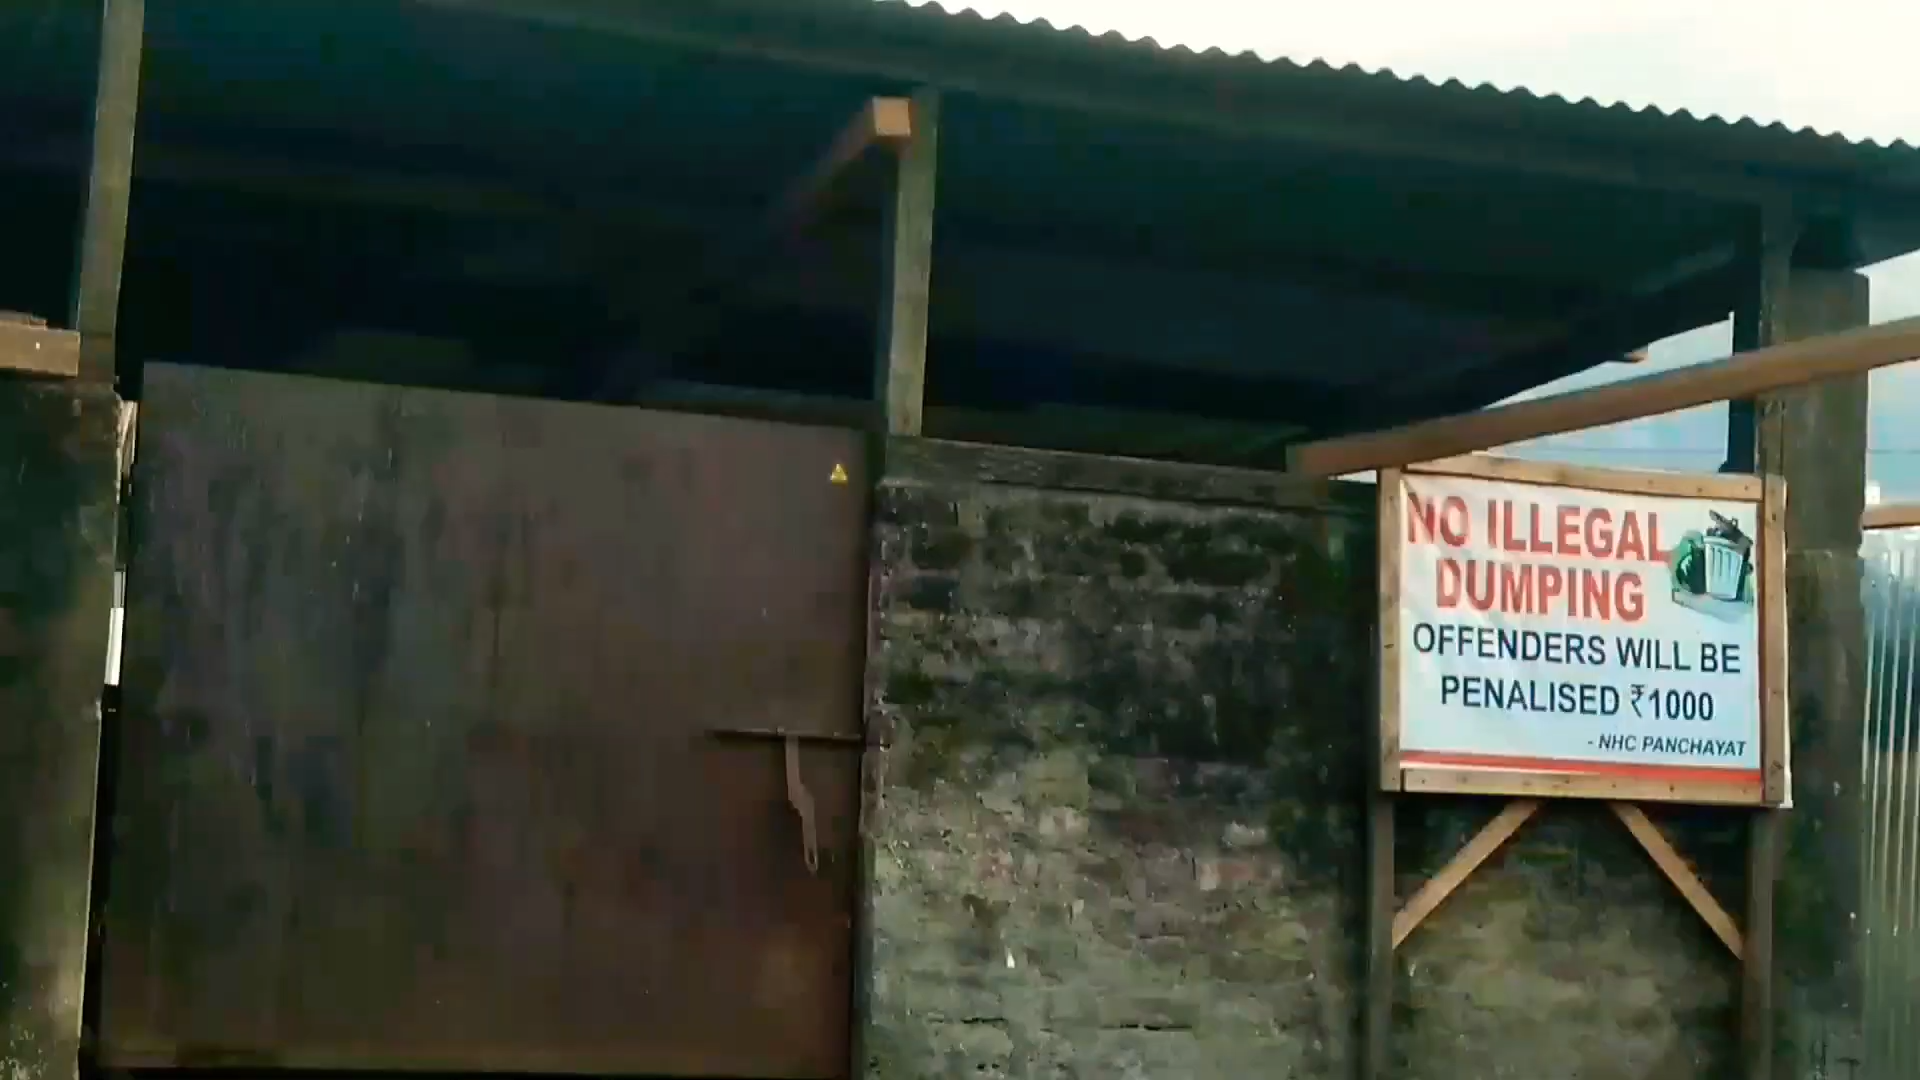 NO ILLEGAL
DUMPING
OFFENDERS WILL BE
PENALISED ₹1000
- NHC PANCHAYAT